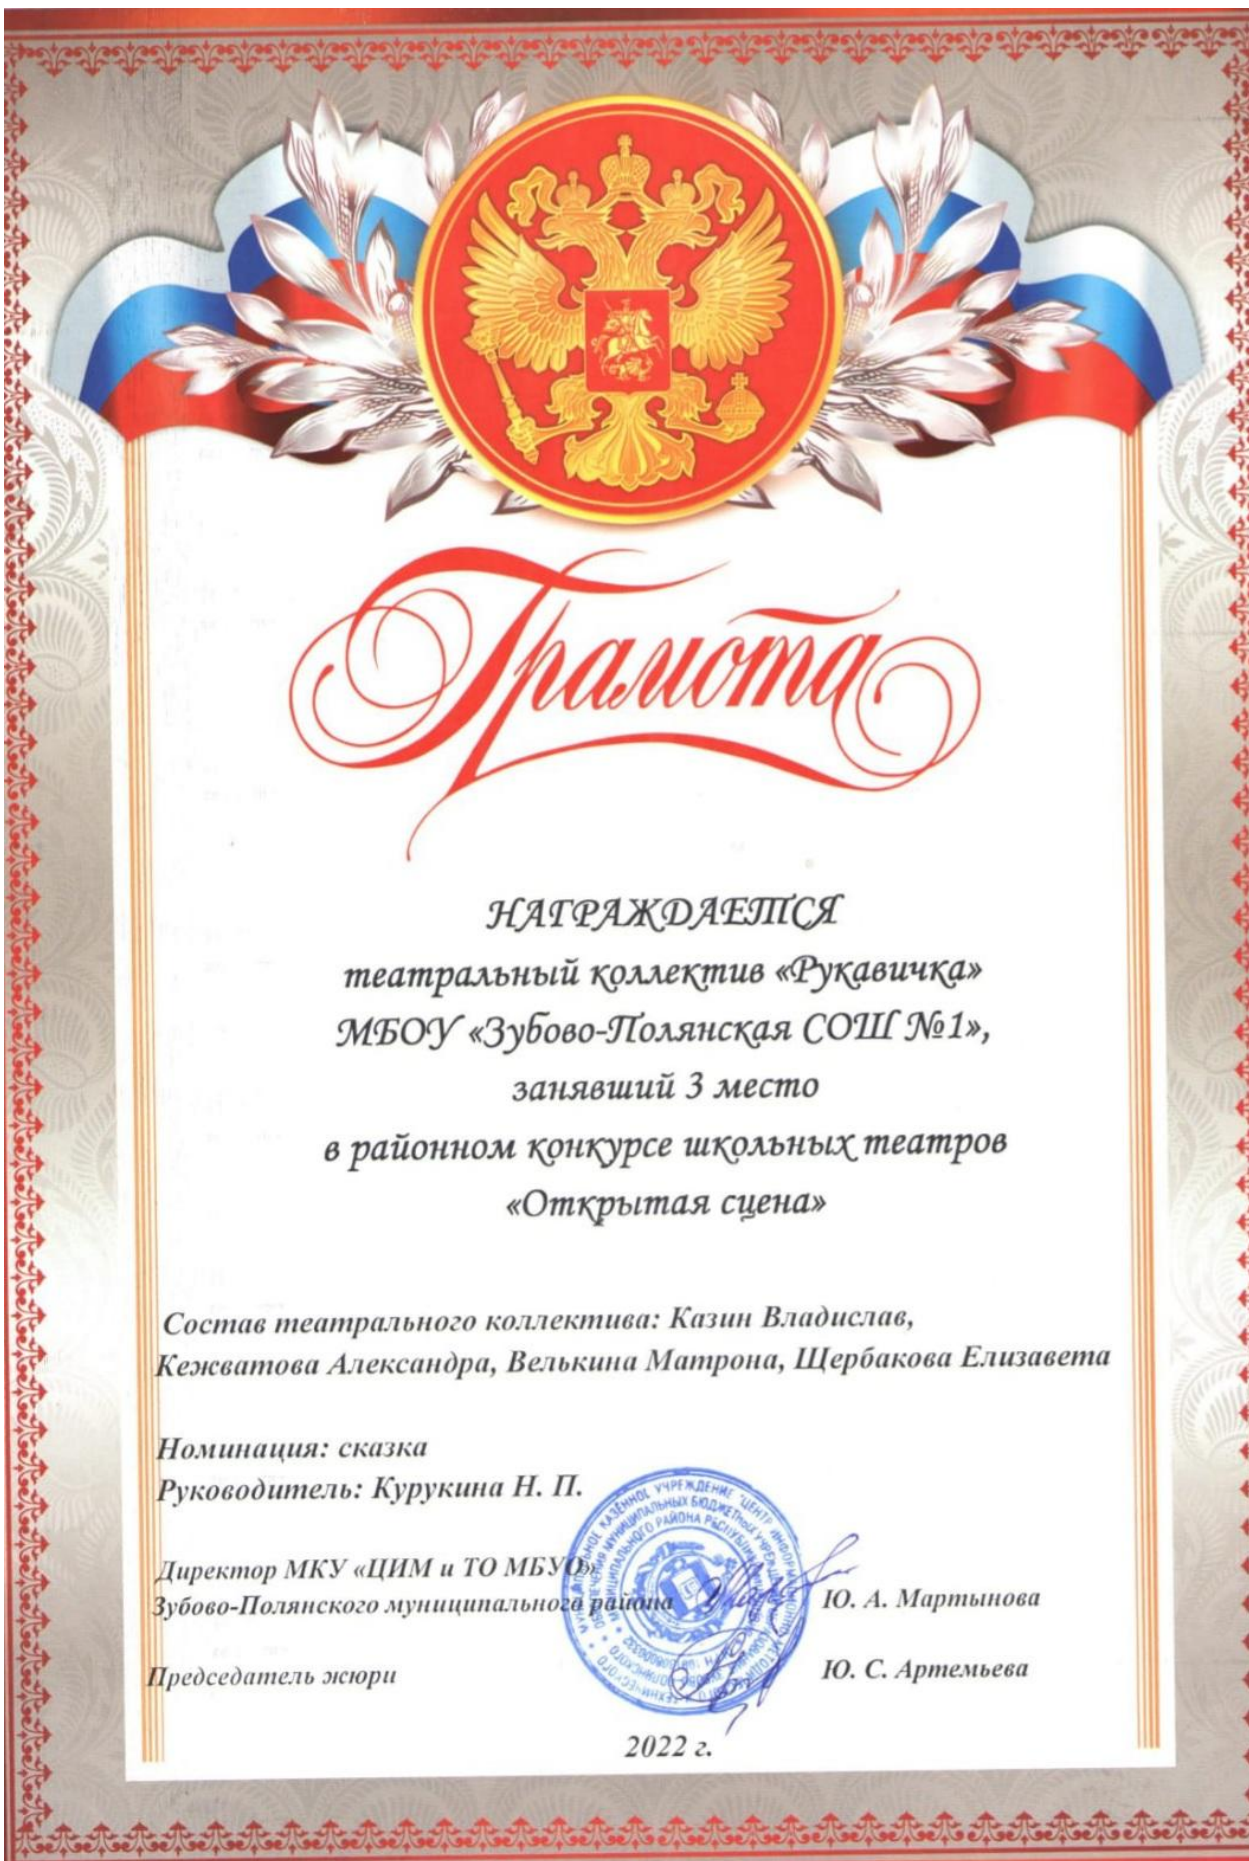 Грамота
НАГРАЖДАЕТСЯ
театральный коллектив «Рукавичка»
МБОУ «Зубово-Полянская СОШ №1»,
занявший 3 место
в районном конкурсе школьных театров
«Открытая сцена»
Состав театрального коллектива: Казин Владислав,
Кежватова Александра, Велькина Матрона, Щербакова Елизавета
Номинация: сказка
Руководитель: Курукина Н. П.
Директор МКУ «ЦИМ и ТО МБУО»
Зубово-Полянского муниципального района Ю. А. Мартынова
Председатель жюри Ю. С. Артемьева
2022 г.